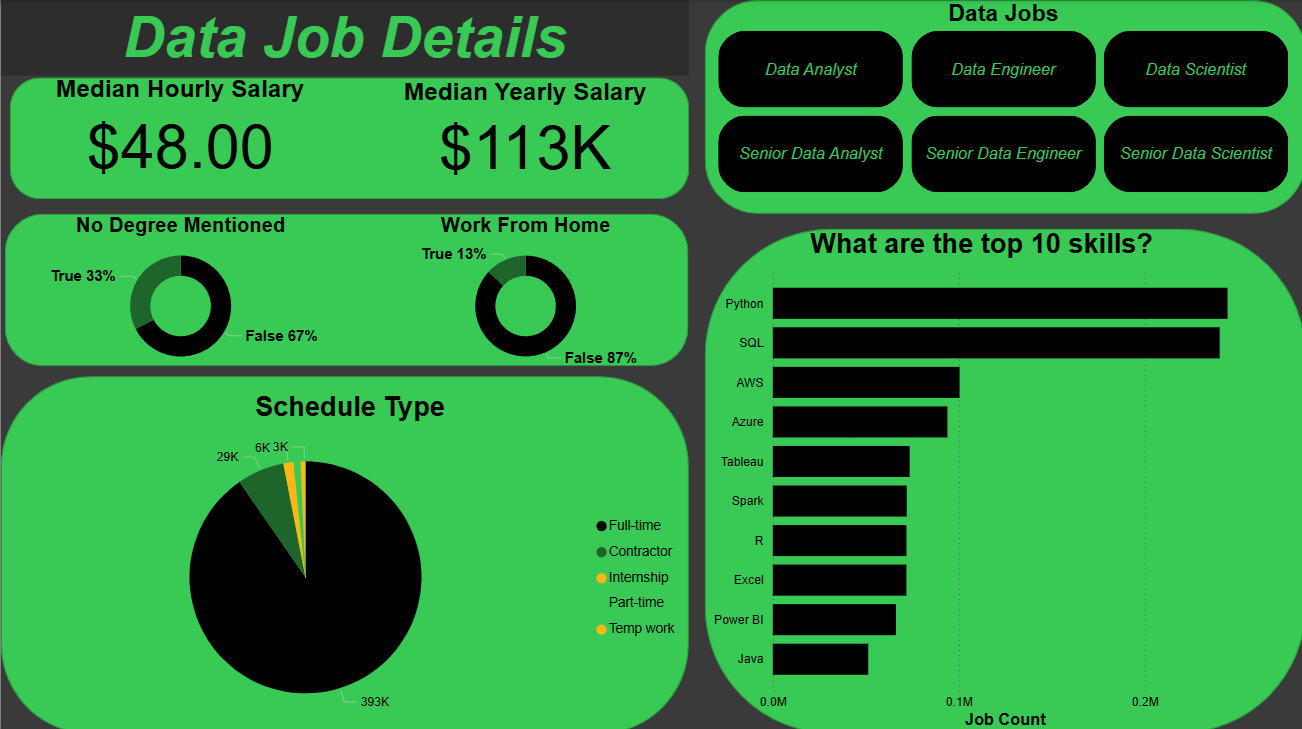 Data Job Details
Median Hourly Salary
$48.00
Median Yearly Salary
$113K
No Degree Mentioned
True 33%
False 67%
Work From Home
True 13%
False 87%
Schedule Type
29K
6K
3K
393K
Full-time
Contractor
Internship
Part-time
Temp work
Data Jobs
Data Analyst
Data Engineer
Data Scientist
Senior Data Analyst
Senior Data Engineer
Senior Data Scientist
What are the top 10 skills?
Python
SQL
AWS
Azure
Tableau
Spark
R
Excel
Power BI
Java
0.0M
0.1M
0.2M
Job Count